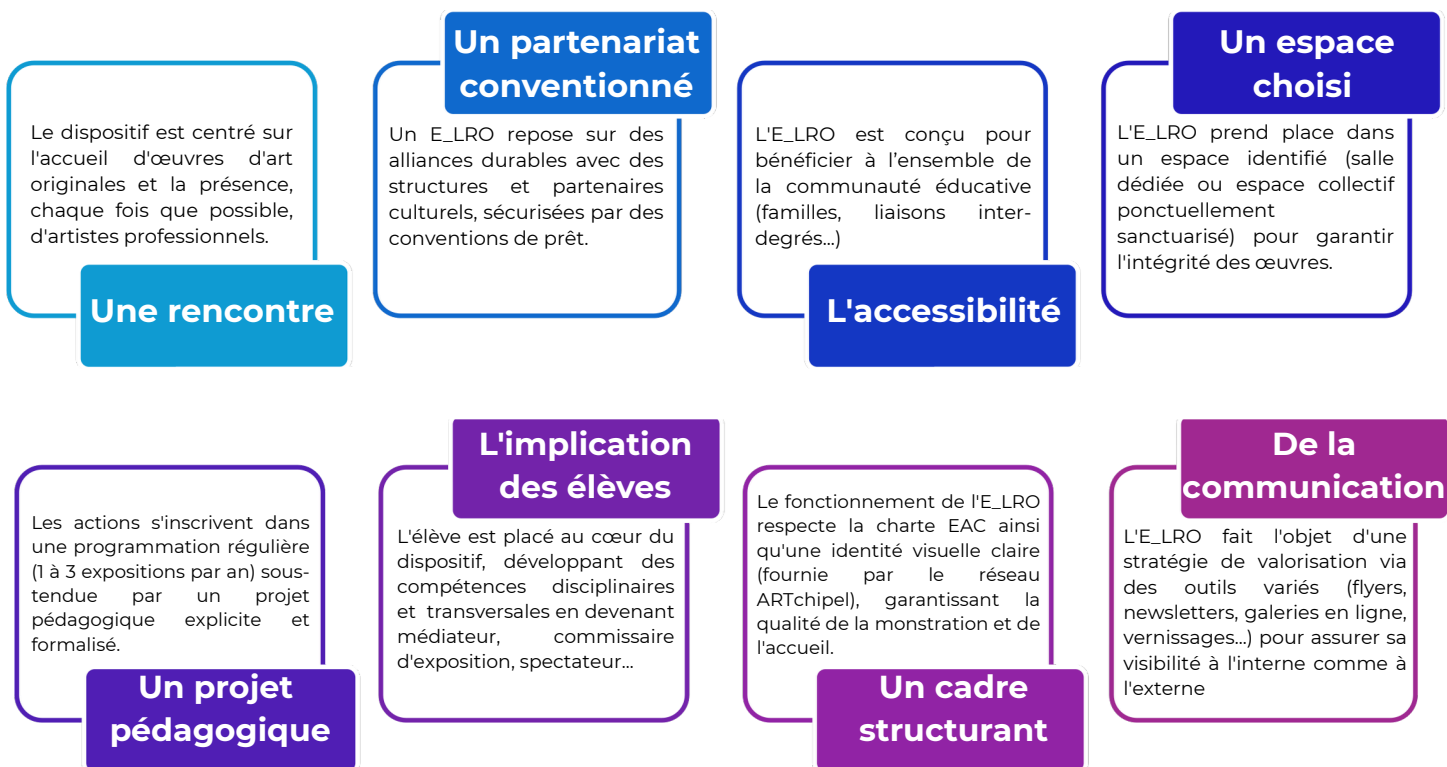 Le dispositif est centré sur
l'accueil d'œuvres d'art
originales et la présence,
chaque fois que possible,
d'artistes professionnels.
Une rencontre
Un partenariat
conventionné
Un E_LRO repose sur des
alliances durables avec des
structures et partenaires
culturels, sécurisées par des
conventions de prêt.
L'E_LRO est conçu pour
bénéficier à l’ensemble de
la communauté éducative
(familles, liaisons inter-
degrés...)
L'accessibilité
Un espace
choisi
L'E_LRO prend place dans
un espace identifié (salle
dédiée ou espace collectif
ponctuellement
sanctuarisé) pour garantir
l'intégrité des œuvres.
Les actions s'inscrivent dans
une programmation régulière
(1 à 3 expositions par an) sous-
tendue par un projet
pédagogique explicite et
formalisé.
Un projet
pédagogique
L'implication
des élèves
L'élève est placé au cœur du
dispositif, développant des
compétences disciplinaires
et transversales en devenant
médiateur, commissaire
d'exposition, spectateur...
Le fonctionnement de l'E_LRO
respecte la charte EAC ainsi
qu'une identité visuelle claire
(fournie par le réseau
ARTchipel), garantissant la
qualité de la monstration et de
l'accueil.
Un cadre
structurant
De la
communication
L'E_LRO fait l'objet d'une
stratégie de valorisation via
des outils variés (flyers,
newsletters, galeries en ligne,
vernissages...) pour assurer sa
visibilité à l'interne comme à
l'externe